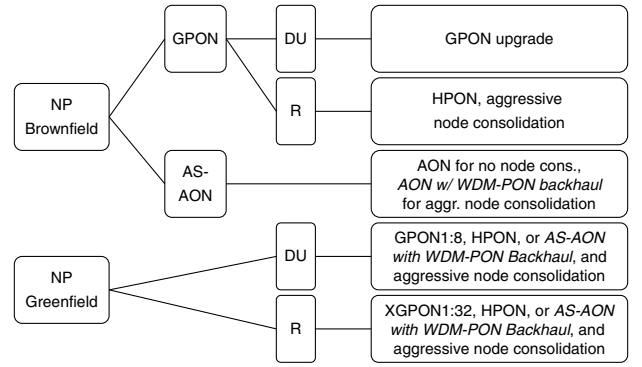 GPON
DU
GPON upgrade
NP
Brownfield
R
HPON, aggressive
node consolidation
AS-
AON
AON for no node cons.,
AON w/ WDM-PON backhaul
for aggr. node consolidation
NP
Greenfield
DU
GPON1:8, HPON, or AS-AON
with WDM-PON Backhaul, and
aggressive node consolidation
R
XGPON1:32, HPON, or AS-AON
with WDM-PON Backhaul, and
aggressive node consolidation